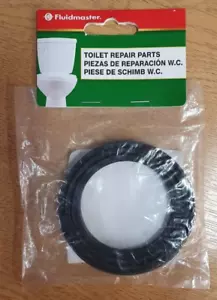 Fluidmaster.
TOILET REPAIR PARTS
PIEZAS DE REPARACIÓN W.C.
PIESE DE SCHIMB W.C.